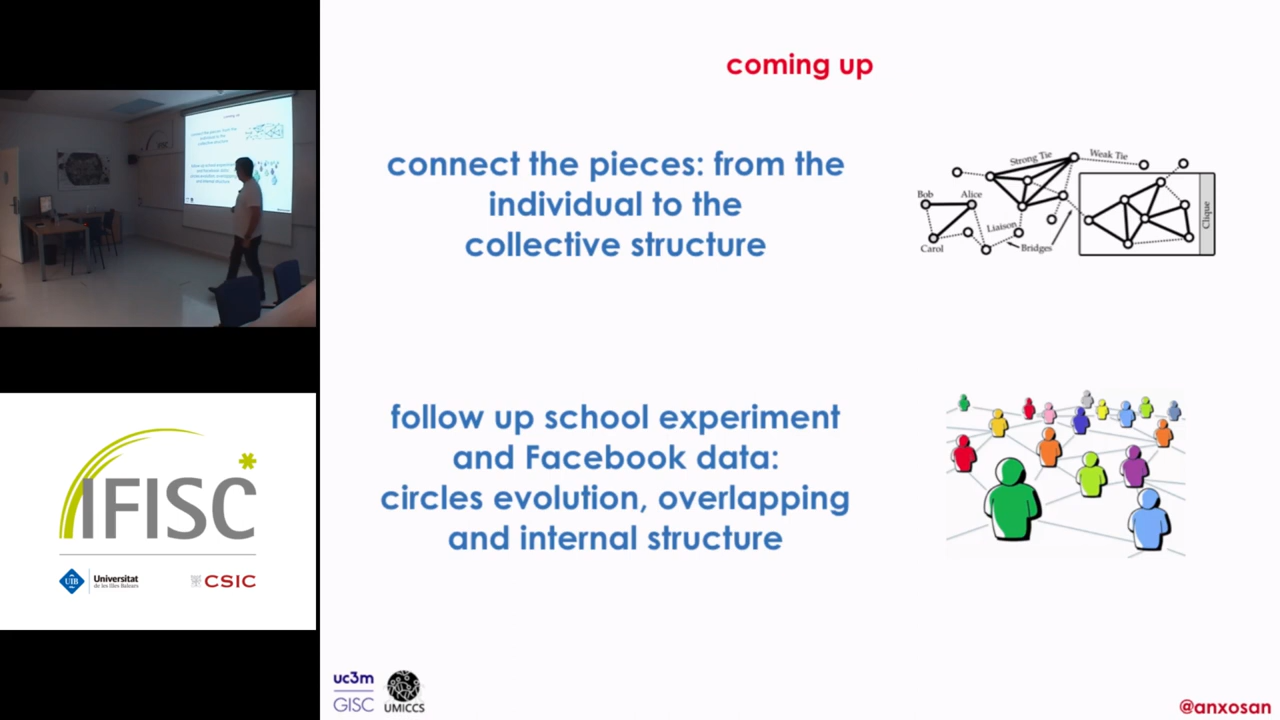 coming up
connect the pieces: from the
individual to the
collective structure
Strong Tie
Weak Tie
Bob
Alice
Carol
Liaison
Bridges
Clique
follow up school experiment
and Facebook data:
circles evolution, overlapping
and internal structure
IFISC
UIB
Universitat
de les Illes Balears
CSIC
uc3m
GISC
UMICCS
@anxosan